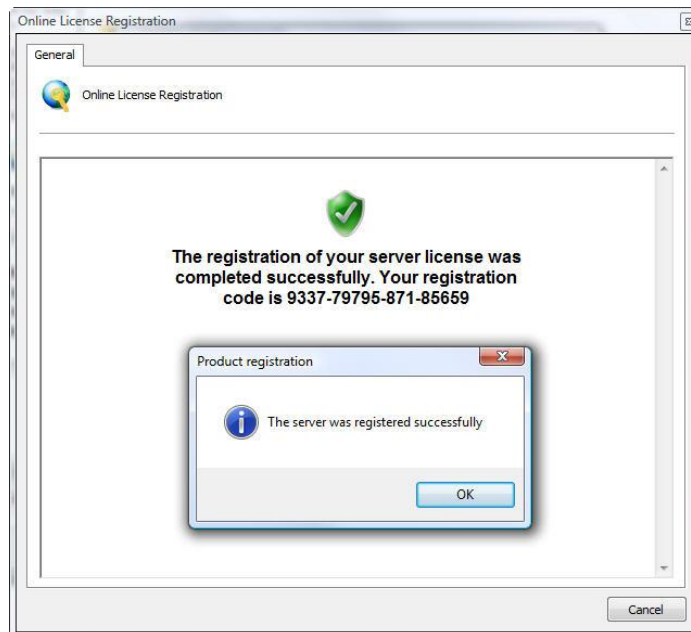 Online License Registration
General
Online License Registration
The registration of your server license was
completed successfully. Your registration
code is 9337-79795-871-85659
Product registration
The server was registered successfully
OK
Cancel